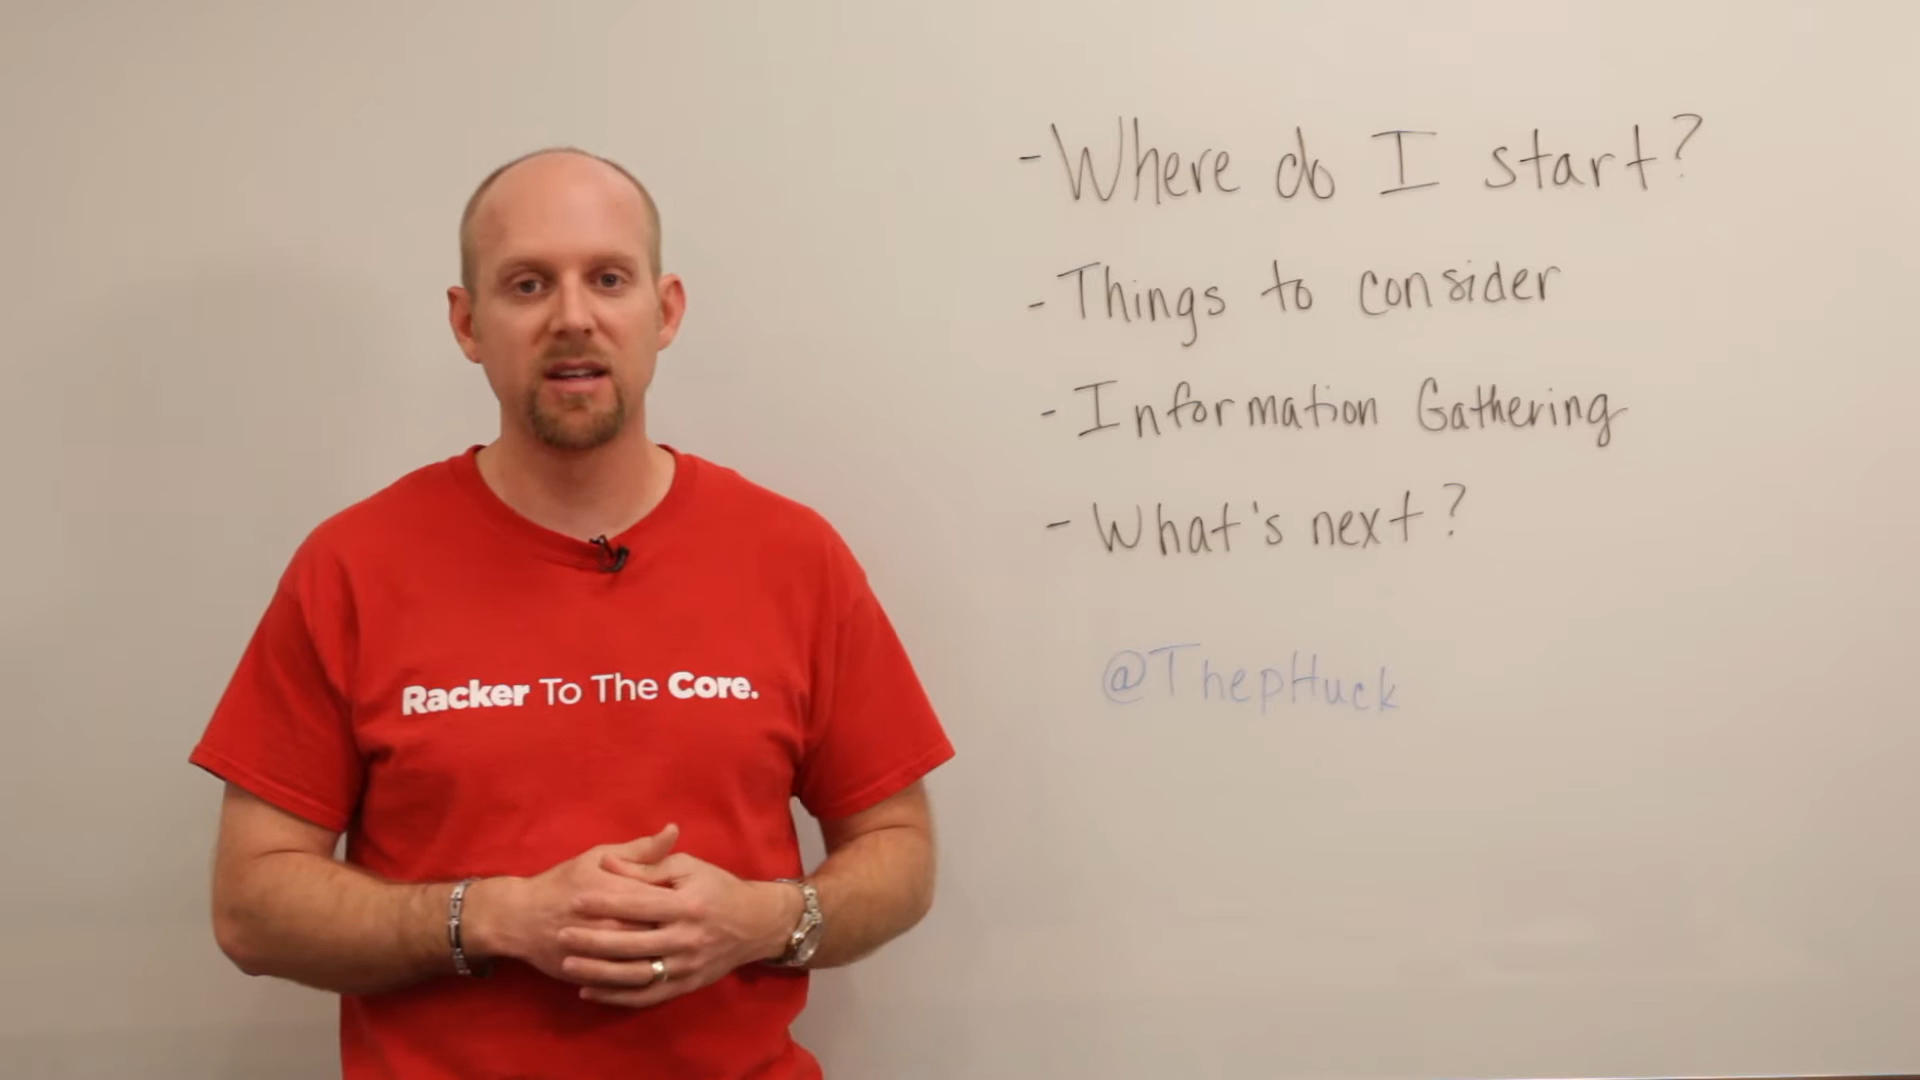 - Where do I start?
- Things to consider
- Information Gathering
- What's next?
@ThepHuck
Racker To The Core.